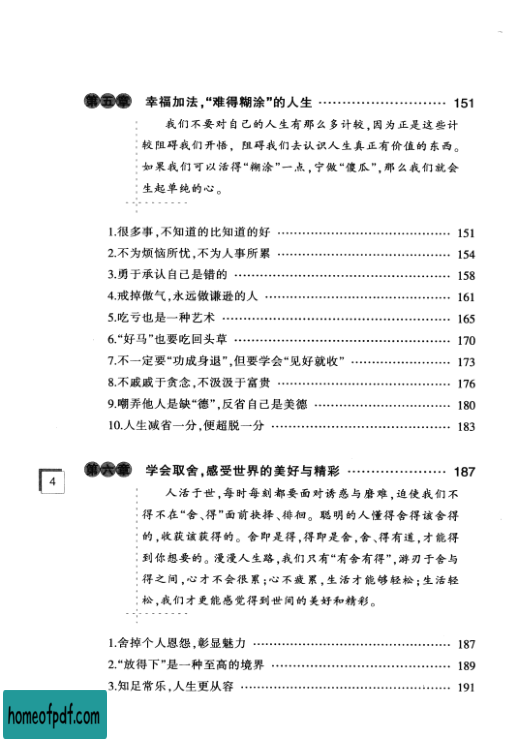 第五章 幸福加法，“难得糊涂”的人生 ………………………… 151
我们不要对自己的人生有那么多计较，因为正是这些计
较阻碍我们开悟，阻碍我们去认识人生真正有价值的东西。
如果我们可以活得“糊涂”一点，宁做“傻瓜”，那么我们就会
生起单纯的心。
1.很多事，不知道的比知道的好 ………………………… 151
2.不为烦恼所忧，不为人事所累 ………………………… 154
3.勇于承认自己是错的 ………………………… 158
4.戒掉傲气，永远做谦逊的人 ………………………… 161
5.吃亏也是一种艺术 ………………………… 165
6.“好马”也要吃回头草 ………………………… 170
7.不一定要“功成身退”，但要学会“见好就收” ………………… 173
8.不戚戚于贪念，不汲汲于富贵 ………………………… 176
9.嘲弄他人是缺“德”，反省自己是美德 ………………… 180
10.人生减省一分，便超脱一分 ………………………… 183
第六章 学会取舍，感受世界的美好与精彩 ………………… 187
4
人活于世，每时每刻都要面对诱惑与磨难，迫使我们不
得不在“舍、得”面前抉择、徘徊。聪明的人懂得舍得该舍得
的，收获该获得的。舍即是得，得即是舍，舍、得有道，才能得
到你想要的。漫漫人生路，我们只有“有舍有得”，游刃于舍与
得之间，心才不会很累；心不疲累，生活才能够轻松；生活轻
松，我们才更能感觉得到世间的美好和精彩。
1.舍掉个人恩怨，彰显魅力 ………………………… 187
2.“放得下”是一种至高的境界 ………………………… 189
3.知足常乐，人生更从容 ………………………… 191
homeofpdf.com